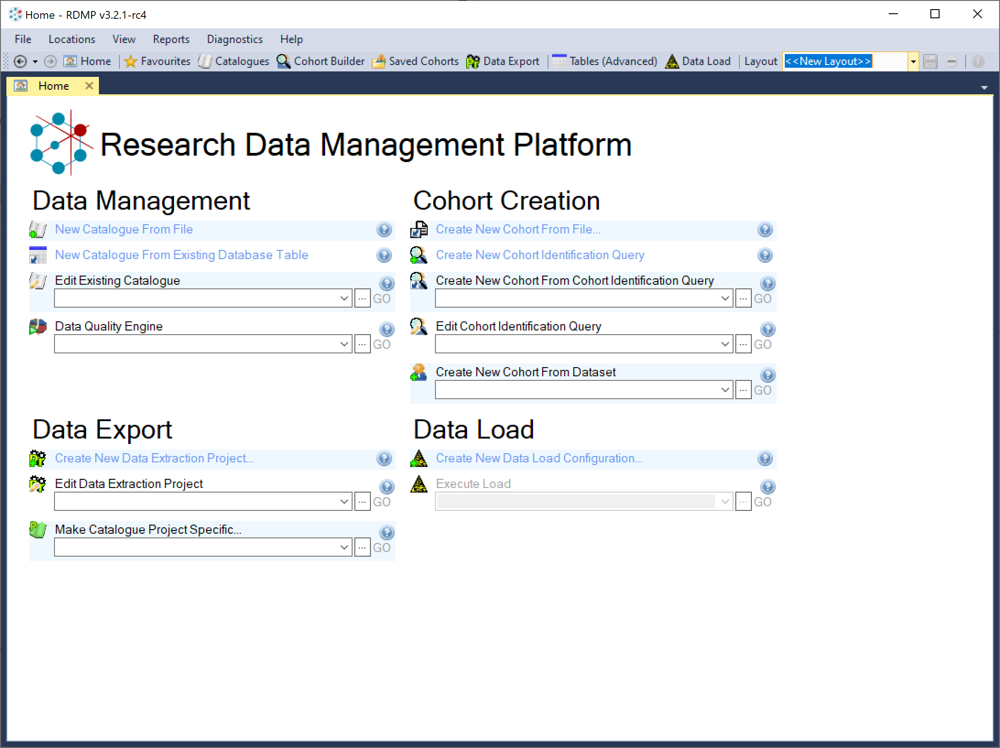 Home - RDMP v3.2.1-rc4
File Locations View Reports Diagnostics Help
Home Favourites Catalogues Cohort Builder Saved Cohorts Data Export Tables (Advanced) Data Load Layout <<New Layout>>
Home
Research Data Management Platform
Data Management
New Catalogue From File
New Catalogue From Existing Database Table
Edit Existing Catalogue
... GO
Data Quality Engine
... GO
Cohort Creation
Create New Cohort From File...
Create New Cohort Identification Query
Create New Cohort From Cohort Identification Query
... GO
Edit Cohort Identification Query
... GO
Create New Cohort From Dataset
... GO
Data Export
Create New Data Extraction Project...
Edit Data Extraction Project
... GO
Make Catalogue Project Specific...
... GO
Data Load
Create New Data Load Configuration...
Execute Load
... GO